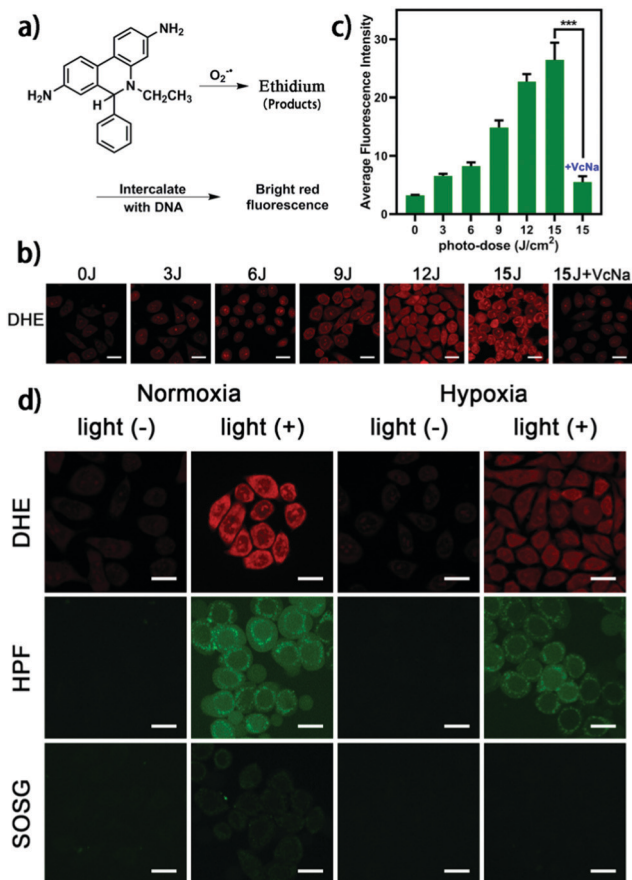 a)
NH₂
H₂N
H
N
CH₂CH₃
O₂⁻•
Ethidium
(Products)
Intercalate
with DNA
Bright red
fluorescence
c)
Average Fluorescence Intensity
30
20
10
0
***
+VcNa
0 3 6 9 12 15 15
photo-dose (J/cm²)
b)
0J 3J 6J 9J 12J 15J 15J+VcNa
DHE
d)
Normoxia Hypoxia
light (-) light (+) light (-) light (+)
DHE
HPF
SOSG